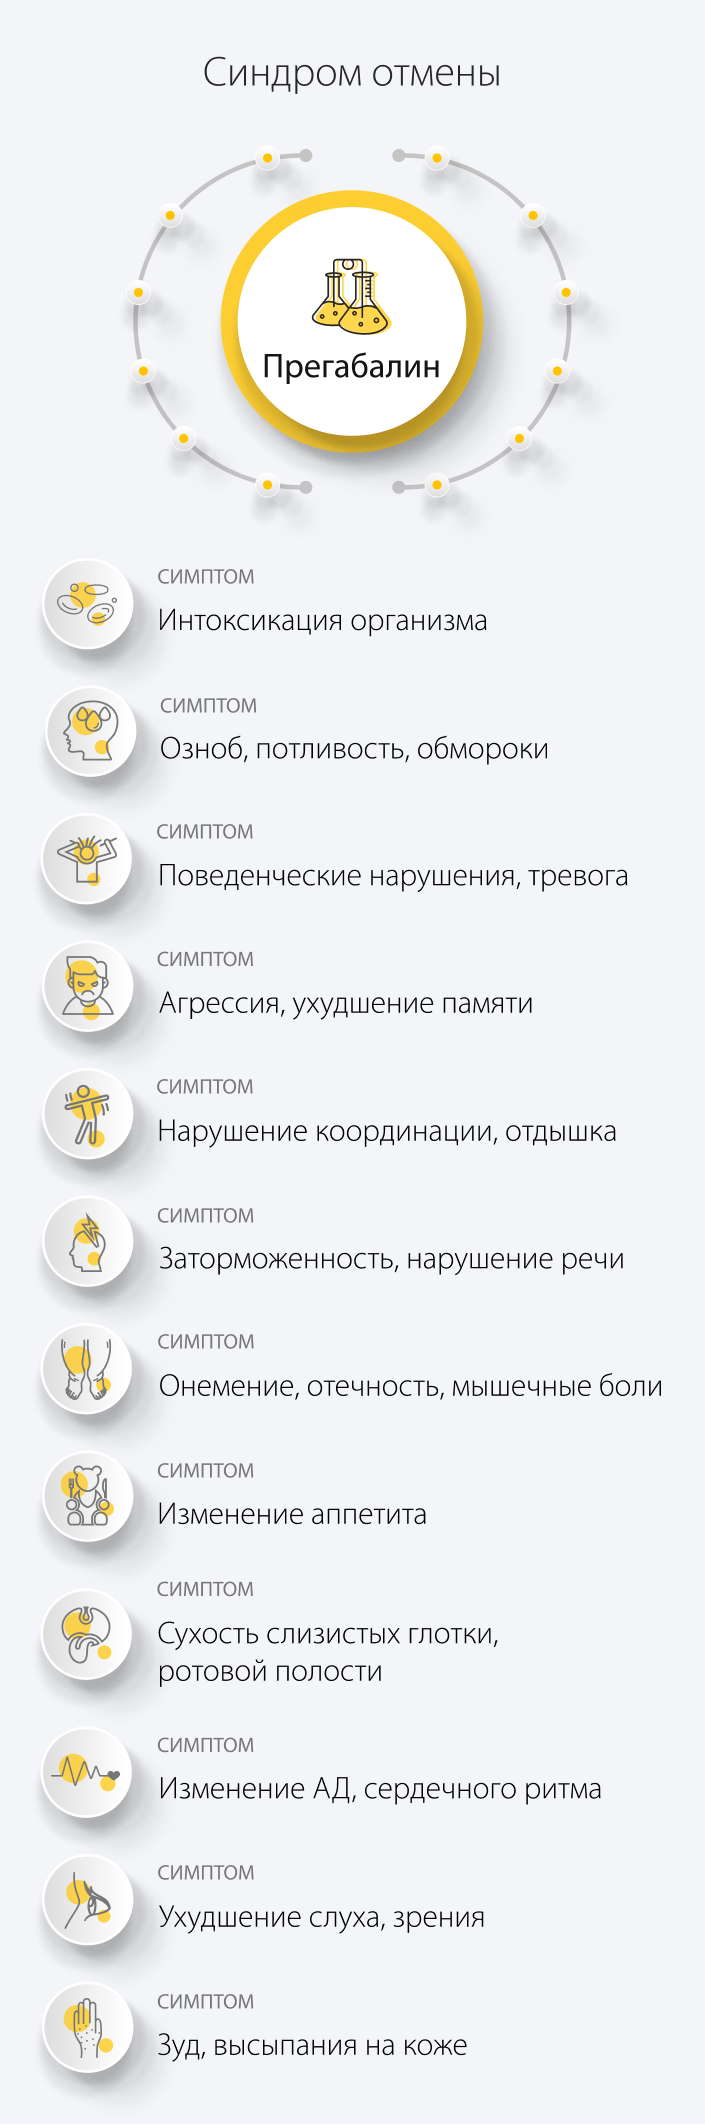 Синдром отмены
Прегабалин
СИМПТОМ
Интоксикация организма
СИМПТОМ
Озноб, потливость, обмороки
СИМПТОМ
Поведенческие нарушения, тревога
СИМПТОМ
Агрессия, ухудшение памяти
СИМПТОМ
Нарушение координации, отдышка
СИМПТОМ
Заторможенность, нарушение речи
СИМПТОМ
Онемение, отечность, мышечные боли
СИМПТОМ
Изменение аппетита
СИМПТОМ
Сухость слизистых глотки,
ротовой полости
СИМПТОМ
Изменение АД, сердечного ритма
СИМПТОМ
Ухудшение слуха, зрения
СИМПТОМ
Зуд, высыпания на коже